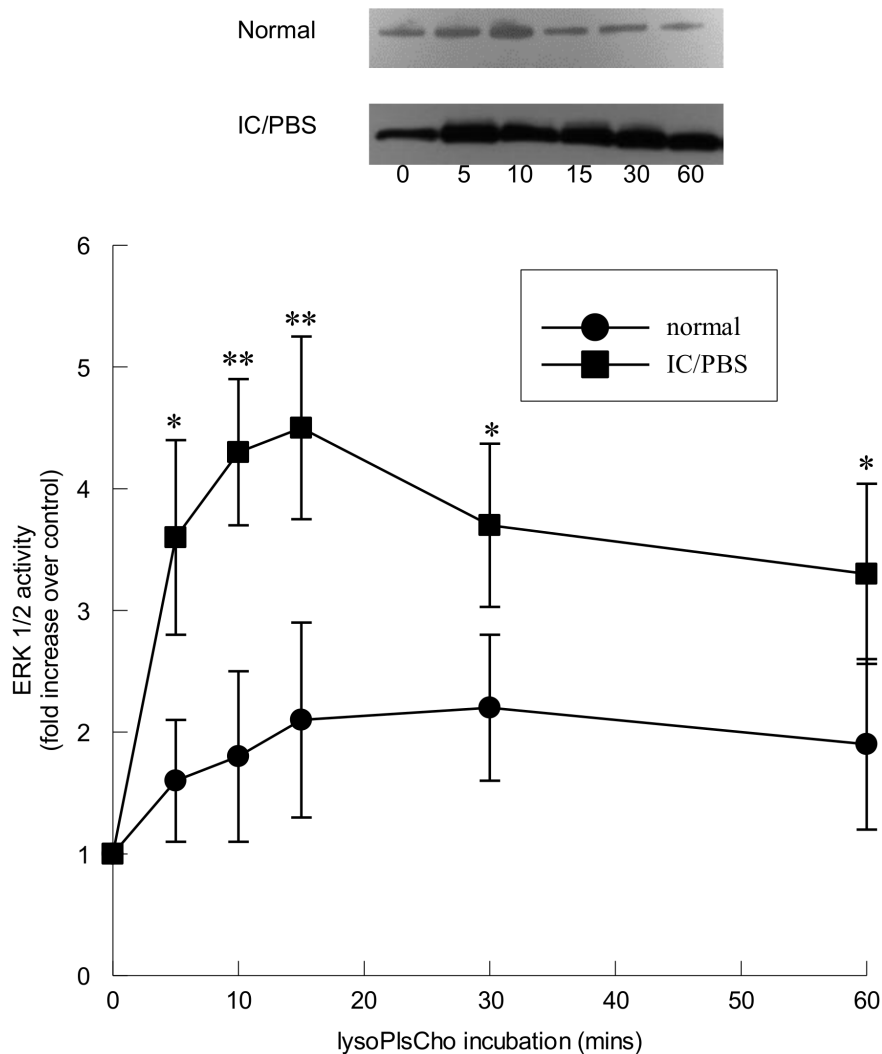 Normal
IC/PBS
0 5 10 15 30 60
6
5
4
3
2
1
0
ERK 1/2 activity
(fold increase over control)
normal
IC/PBS
*
**
**
*
*
0 10 20 30 40 50 60
lysoPlsCho incubation (mins)